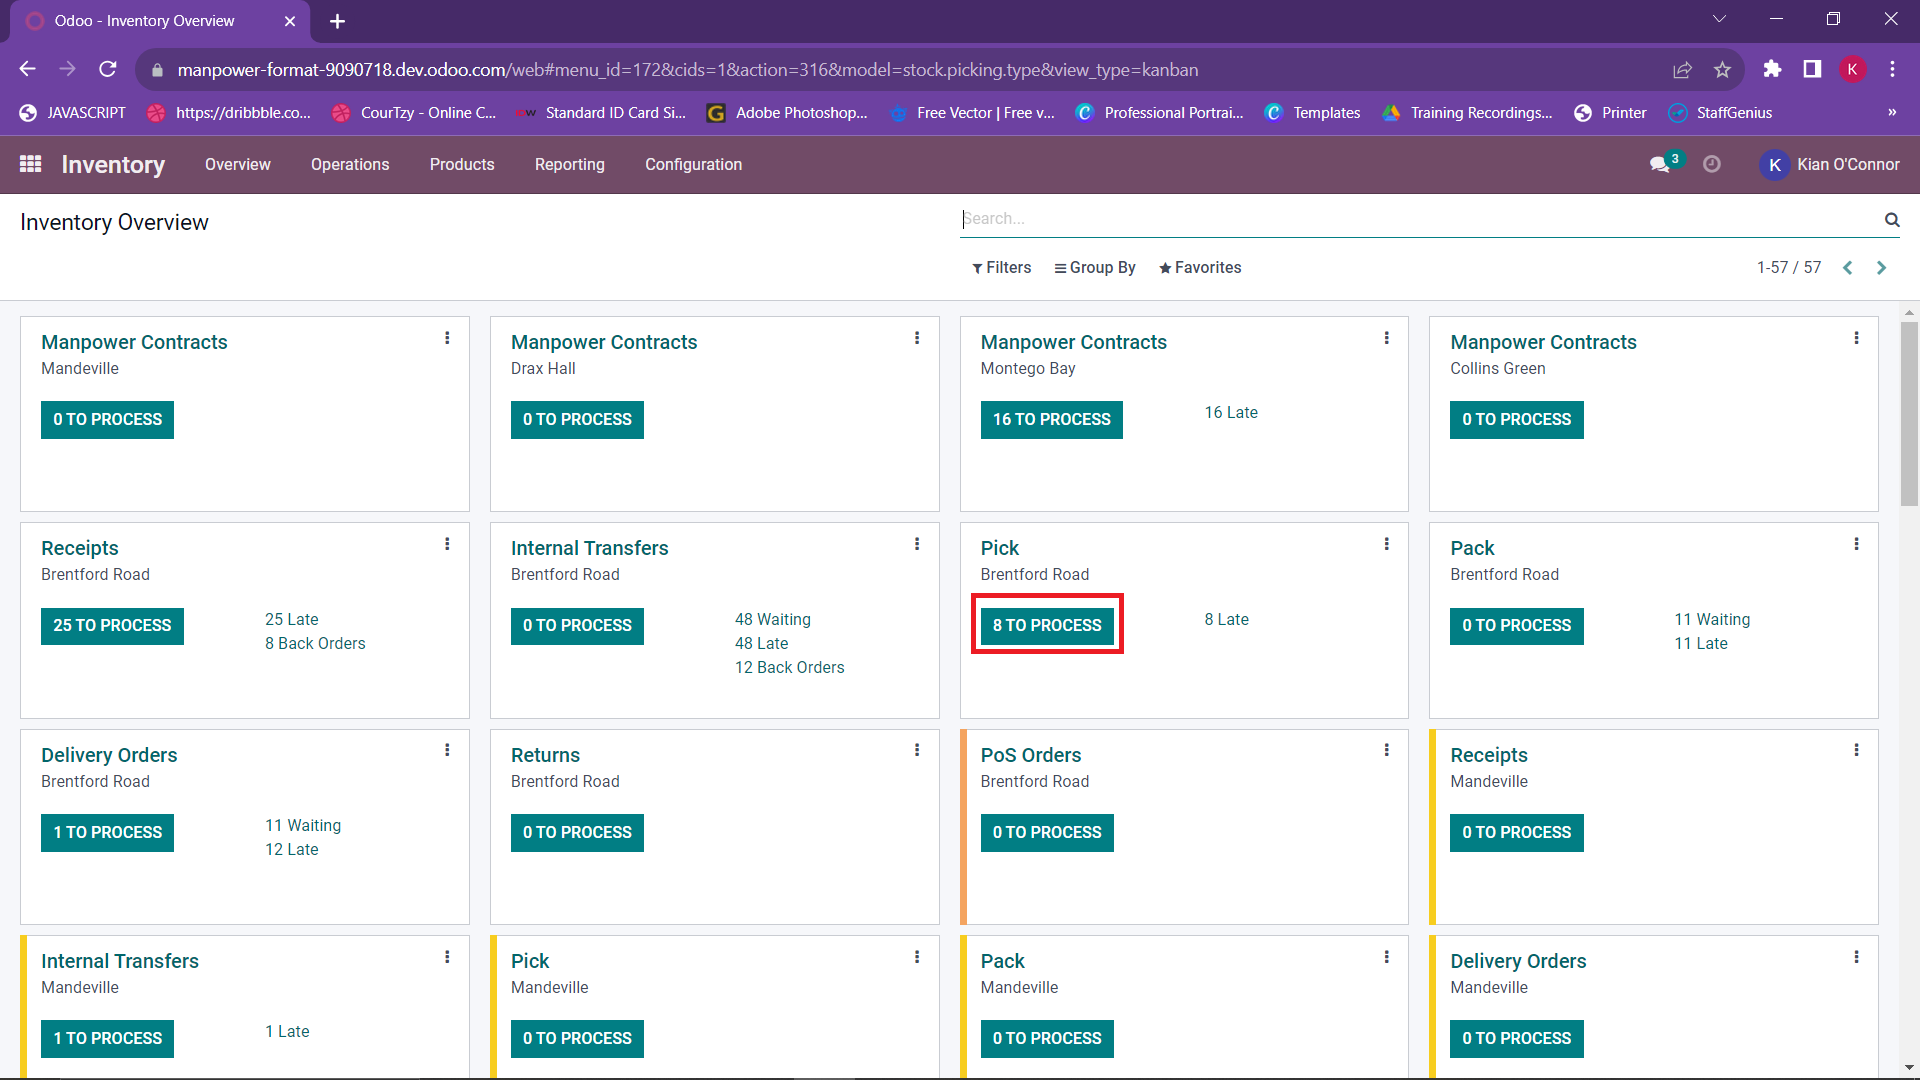 Odoo - Inventory Overview
manpower-format-9090718.dev.odoo.com/web#menu_id=172&cids=1&action=316&model=stock.picking.type&view_type=kanban
K
JAVASCRIPT https://dribbble.co... CourTzy - Online C... Standard ID Card Si... Adobe Photoshop... Free Vector | Free v... Professional Portrai... Templates Training Recordings... Printer StaffGenius »
Inventory Overview Operations Products Reporting Configuration 3 K Kian O'Connor
Inventory Overview
Search...
Filters Group By Favorites 1-57 / 57
Manpower Contracts
Mandeville
0 TO PROCESS
Manpower Contracts
Drax Hall
0 TO PROCESS
Manpower Contracts
Montego Bay
16 TO PROCESS
16 Late
Manpower Contracts
Collins Green
0 TO PROCESS
Receipts
Brentford Road
25 TO PROCESS
25 Late
8 Back Orders
Internal Transfers
Brentford Road
0 TO PROCESS
48 Waiting
48 Late
12 Back Orders
Pick
Brentford Road
8 TO PROCESS
8 Late
Pack
Brentford Road
0 TO PROCESS
11 Waiting
11 Late
Delivery Orders
Brentford Road
1 TO PROCESS
11 Waiting
12 Late
Returns
Brentford Road
0 TO PROCESS
PoS Orders
Brentford Road
0 TO PROCESS
Receipts
Mandeville
0 TO PROCESS
Internal Transfers
Mandeville
1 TO PROCESS
1 Late
Pick
Mandeville
0 TO PROCESS
Pack
Mandeville
0 TO PROCESS
Delivery Orders
Mandeville
0 TO PROCESS